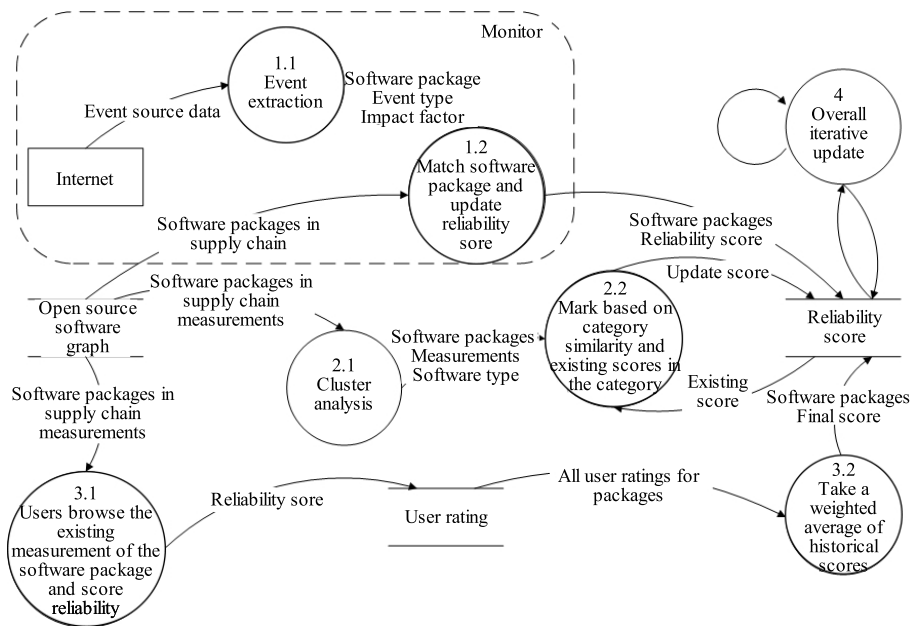 Monitor
1.1
Event
extraction
Software package
Event type
Impact factor
Event source data
Internet
1.2
Match software
package and
update
reliability
sore
4
Overall
iterative
update
Software packages in
supply chain
Software packages
Reliability score
Software packages in
supply chain
measurements
Update score
Open source
software
graph
2.2
Mark based on
category
similarity and
existing scores in
the category
Reliability
score
2.1
Cluster
analysis
Software packages
Measurements
Software type
Existing
score
Software packages
Final score
Software packages in
supply chain
measurements
3.1
Users browse the
existing
measurement of the
software package
and score
reliability
Reliability sore
User rating
All user ratings for
packages
3.2
Take a
weighted
average of
historical
scores